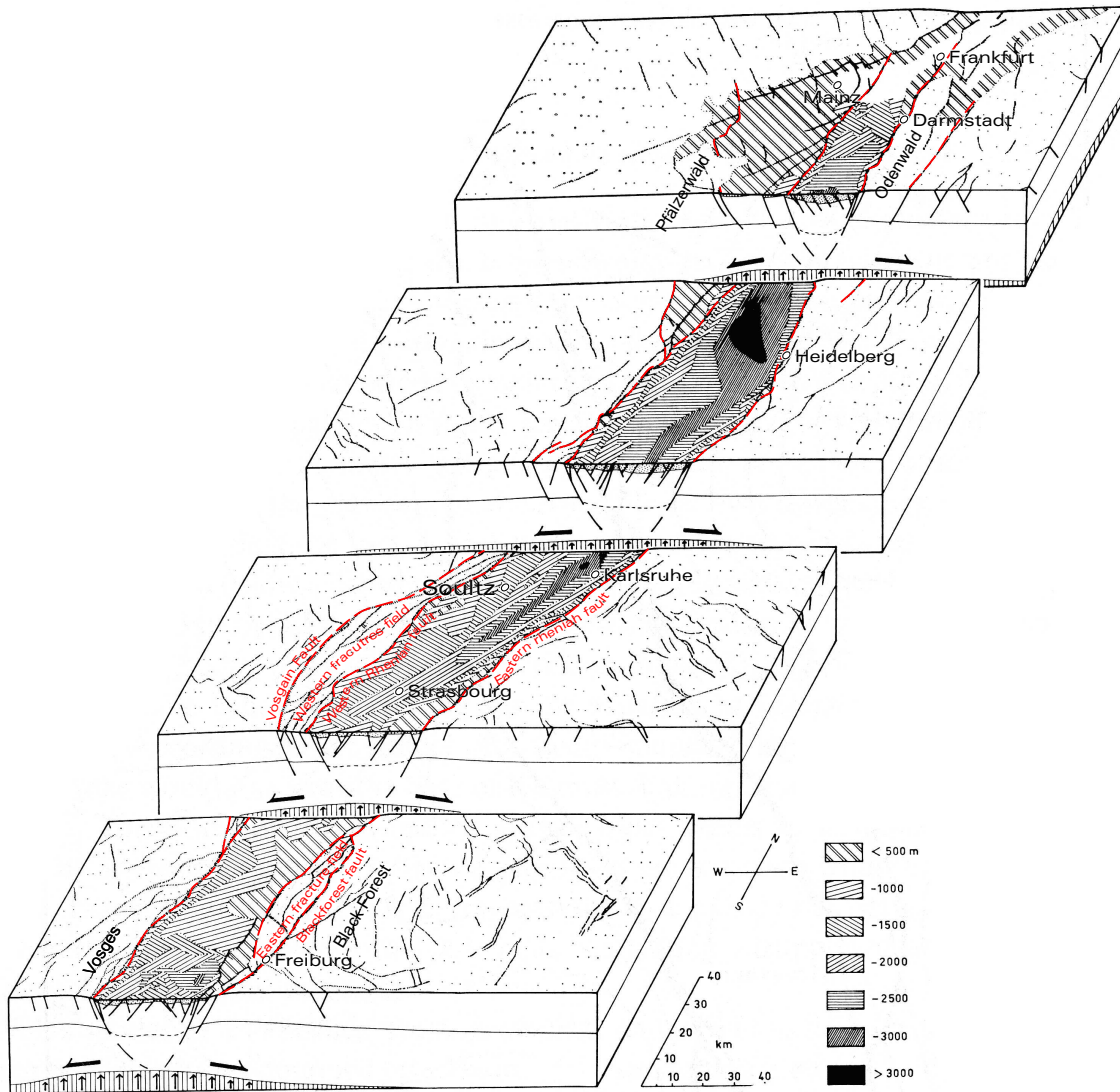 Frankfurt
Mainz
Darmstadt
Pfälzerwald
Odenwald
Heidelberg
Soultz
Karlsruhe
Vosgain Fault
Western fracutres field
Western Rhenian fault
Eastern rheniah fault
Strasbourg
Eastern fracture field
Blackforest fault
Black Forest
Vosges
Freiburg
N
W E
S
40
30
20
km
10
10 20 30 40
< 500 m
-1000
-1500
-2000
-2500
-3000
> 3000